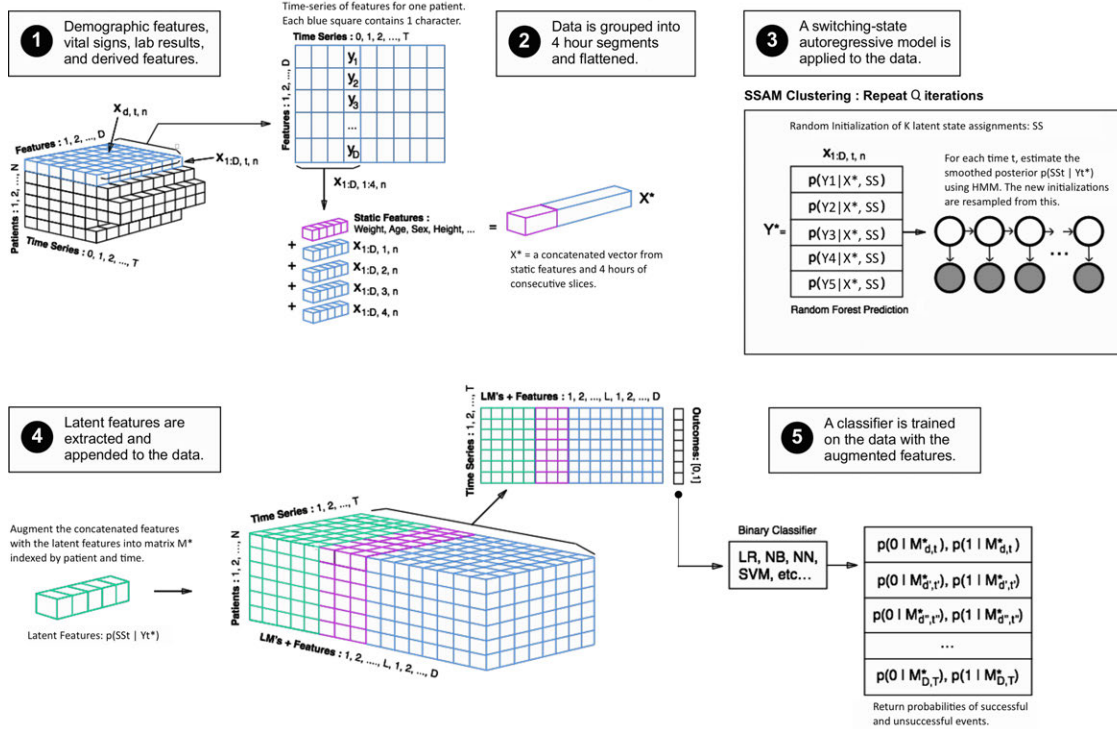 1
Demographic features,
vital signs, lab results,
and derived features.
Time-series of features for one patient.
Each blue square contains 1 character.
Time Series : 0, 1, 2, ..., T
Features : 1, 2, ..., D
y1
y2
y3
...
yD
X d, t, n
Features : 1, 2, ..., D
X1:D, t, n
Patients : 1, 2, ..., N
Time Series : 0, 1, 2, ..., T
X1:D, 1:4, n
Static Features :
Weight, Age, Sex, Height, ...
+ X1:D, 1, n
+ X1:D, 2, n
+ X1:D, 3, n
+ X1:D, 4, n
=
X*
X* = a concatenated vector from
static features and 4 hours of
consecutive slices.
2
Data is grouped into
4 hour segments
and flattened.
3
A switching-state
autoregressive model is
applied to the data.
SSAM Clustering : Repeat Q iterations
Random Initialization of K latent state assignments: SS
X1:D, t, n
Y*=
p(Y1|X*, SS)
p(Y2|X*, SS)
p(Y3|X*, SS)
p(Y4|X*, SS)
p(Y5|X*, SS)
Random Forest Prediction
For each time t, estimate the
smoothed posterior p(SSt | Yt*)
using HMM. The new initializations
are resampled from this.
...
4
Latent features are
extracted and
appended to the data.
Augment the concatenated features
with the latent features into matrix M*
indexed by patient and time.
Latent Features: p(SSt | Yt*)
Time Series : 1, 2, ..., T
Patients : 1, 2, ..., N
LM's + Features : 1, 2, ...., L, 1, 2, ..., D
LM's + Features : 1, 2, ..., L, 1, 2, ..., D
Time Series : 1, 2, ..., T
Outcomes: [0,1]
5
A classifier is trained
on the data with the
augmented features.
Binary Classifier
LR, NB, NN,
SVM, etc...
p(0 | M*d,t), p(1 | M*d,t)
p(0 | M*d',t'), p(1 | M*d',t')
p(0 | M*d",t"), p(1 | M*d",t")
...
p(0 | M*D,T), p(1 | M*D,T)
Return probabilities of successful
and unsuccessful events.